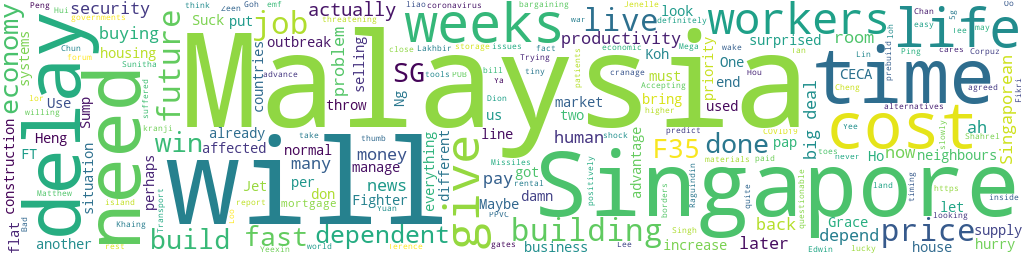 Malaysia
Singapore
will
time
life
need
delay
cost
weeks
workers
give
building
live
job
price
future
economy
build
fast
dependent
done
F35
SG
win
security
buying
housing
actually
productivity
surprised
outbreak
problem
selling
countries
Suck
put
many
money
manage
normal
affected
already
perhaps
situation
Heng
Use
Sump
FT
flat
construction
systems
another
news
Jet
Fighter
mortgage
per
don
throw
Ng
us
line
human
two
market
end
One
look
room
Koh
must
bring
priority
used
CECA
big deal
Singaporean
ah
now
neighbours
Ho
pap
depend
Grace
let
supply
hurry
house
back
later
increase
advantage
different
everything
pay
got
damn
Maybe
business
Lee
Peng
Hui
governments
think
Zeen
Goh
emf
threatening
liao
coronavirus
bargaining
war
definitely
issues
Jenelle
Mega
economic
fact
storage
close
Lakhbir
Trying
tools
PUB
bill
tiny
Ya
Dion
cranage
patients
Accepting
higher
shock
predict
Covid19
materials
paid
toes
never
Yee
Cheng
Lin
Ping
Chan
may
easy
5g
Tee
Oo
wake
Hou
cares
Corpuz
prebuild
loh
agreed
inside
Fikri
alternatives
slowly
Shahrel
Chun
forum
Sunitha
advance
lor
willing
suffered
kranji
Matthew
island
Bad
Khaing
rest
Transport
take
thumb
report
Yuan
Yeexin
world
Terence
Missiles
rental
PPVC
gates
positively
Singh
borders
Raguindin
quite
questionable
land
timing
https
looking
Edwin
lucky